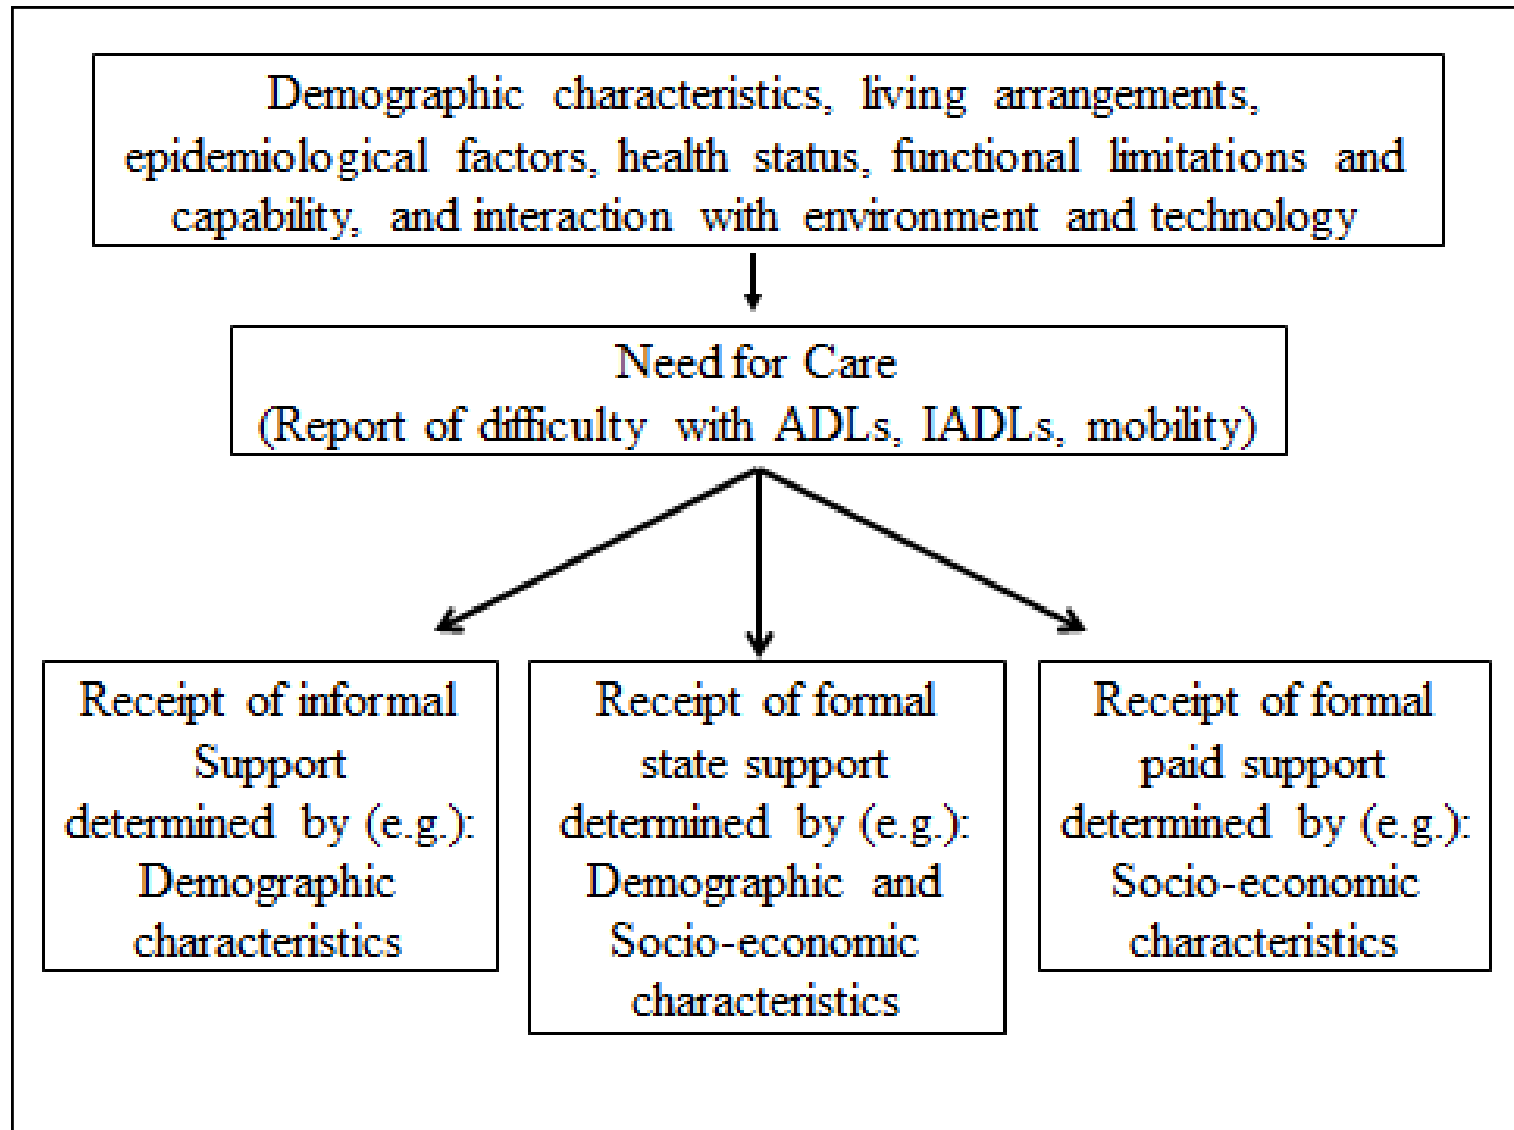 Demographic characteristics, living arrangements,
epidemiological factors, health status, functional limitations and
capability, and interaction with environment and technology
Need for Care
(Report of difficulty with ADLs, IADLs, mobility)
Receipt of informal
Support
determined by (e.g.):
Demographic
characteristics
Receipt of formal
state support
determined by (e.g.):
Demographic and
Socio-economic
characteristics
Receipt of formal
paid support
determined by (e.g.):
Socio-economic
characteristics